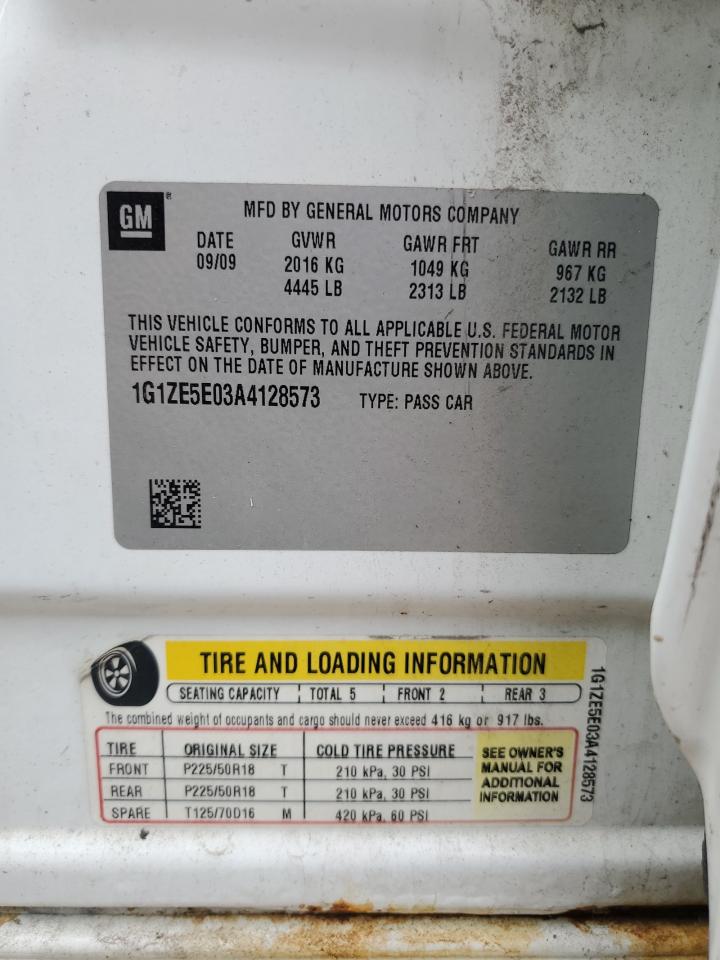 GM ®
MFD BY GENERAL MOTORS COMPANY
DATE GVWR GAWR FRT GAWR RR
09/09 2016 KG 1049 KG 967 KG
4445 LB 2313 LB 2132 LB
THIS VEHICLE CONFORMS TO ALL APPLICABLE U.S. FEDERAL MOTOR
VEHICLE SAFETY, BUMPER, AND THEFT PREVENTION STANDARDS IN
EFFECT ON THE DATE OF MANUFACTURE SHOWN ABOVE.
1G1ZE5E03A4128573 TYPE: PASS CAR
TIRE AND LOADING INFORMATION
SEATING CAPACITY TOTAL 5 FRONT 2 REAR 3
The combined weight of occupants and cargo should never exceed 416 kg or 917 lbs.
TIRE ORIGINAL SIZE COLD TIRE PRESSURE
FRONT P225/50R18 T 210 kPa, 30 PSI
REAR P225/50R18 T 210 kPa, 30 PSI
SPARE T125/70D16 M 420 kPa, 60 PSI
SEE OWNER'S
MANUAL FOR
ADDITIONAL
INFORMATION
1G1ZE5E03A4128573